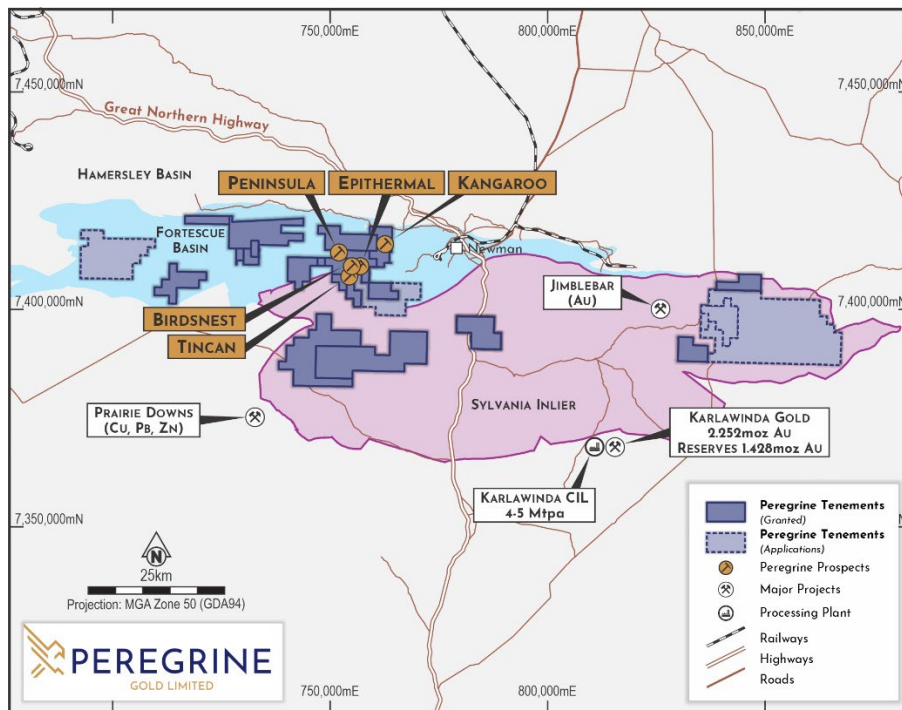 750,000mE
800,000mE
850,000mE
7,450,000mN
7,450,000mN
Great Northern Highway
Hamersley Basin
Peninsula
Epithermal
Kangaroo
Fortescue
Basin
Newman
Jimblebar
(Au)
7,400,000mN
7,400,000mN
Birdsnest
Tincan
Sylvania Inlier
Prairie Downs
(Cu, Pb, Zn)
Karlawinda Gold
2.252moz Au
Reserves 1.428moz Au
Karlawinda CIL
4-5 Mtpa
7,350,000mN
7,350,000mN
N
25km
Projection: MGA Zone 50 (GDA94)
Peregrine Tenements
(Granted)
Peregrine Tenements
(Applications)
Peregrine Prospects
Major Projects
Processing Plant
Railways
Highways
Roads
PEREGRINE
GOLD LIMITED
750,000mE
800,000mE